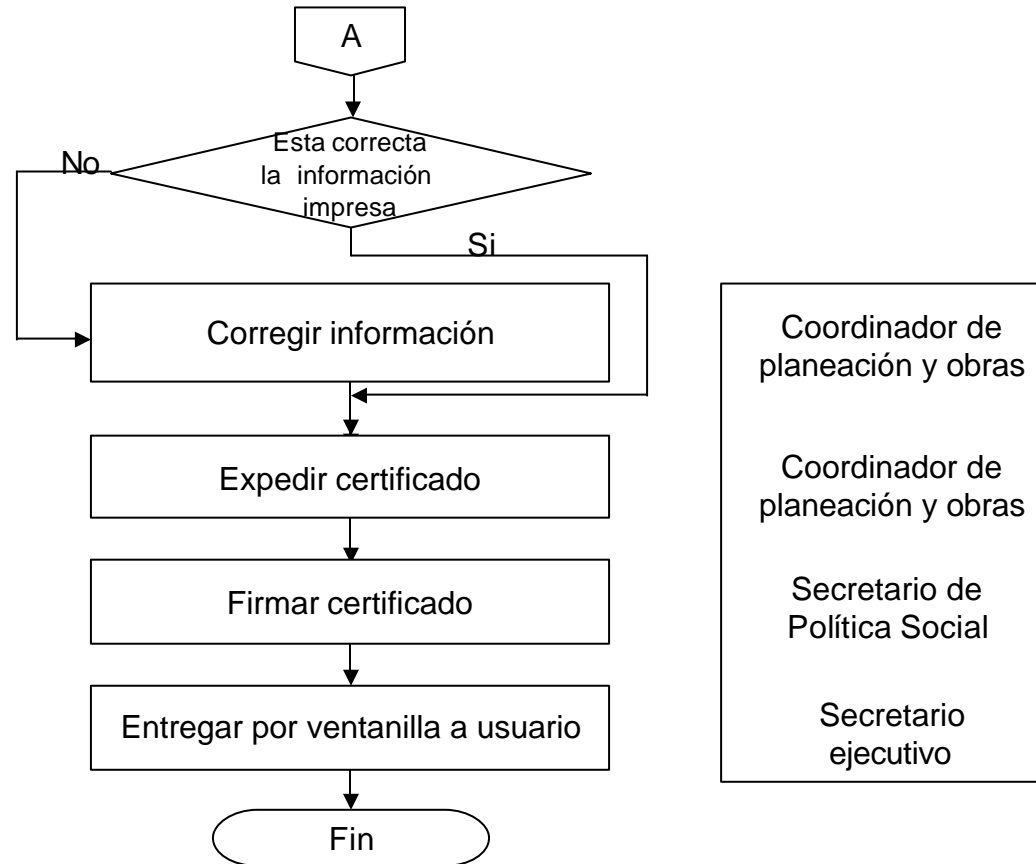 A
Esta correcta
la información
impresa
No
Si
Corregir información
Coordinador de
planeación y obras
Expedir certificado
Coordinador de
planeación y obras
Firmar certificado
Secretario de
Política Social
Entregar por ventanilla a usuario
Secretario
ejecutivo
Fin